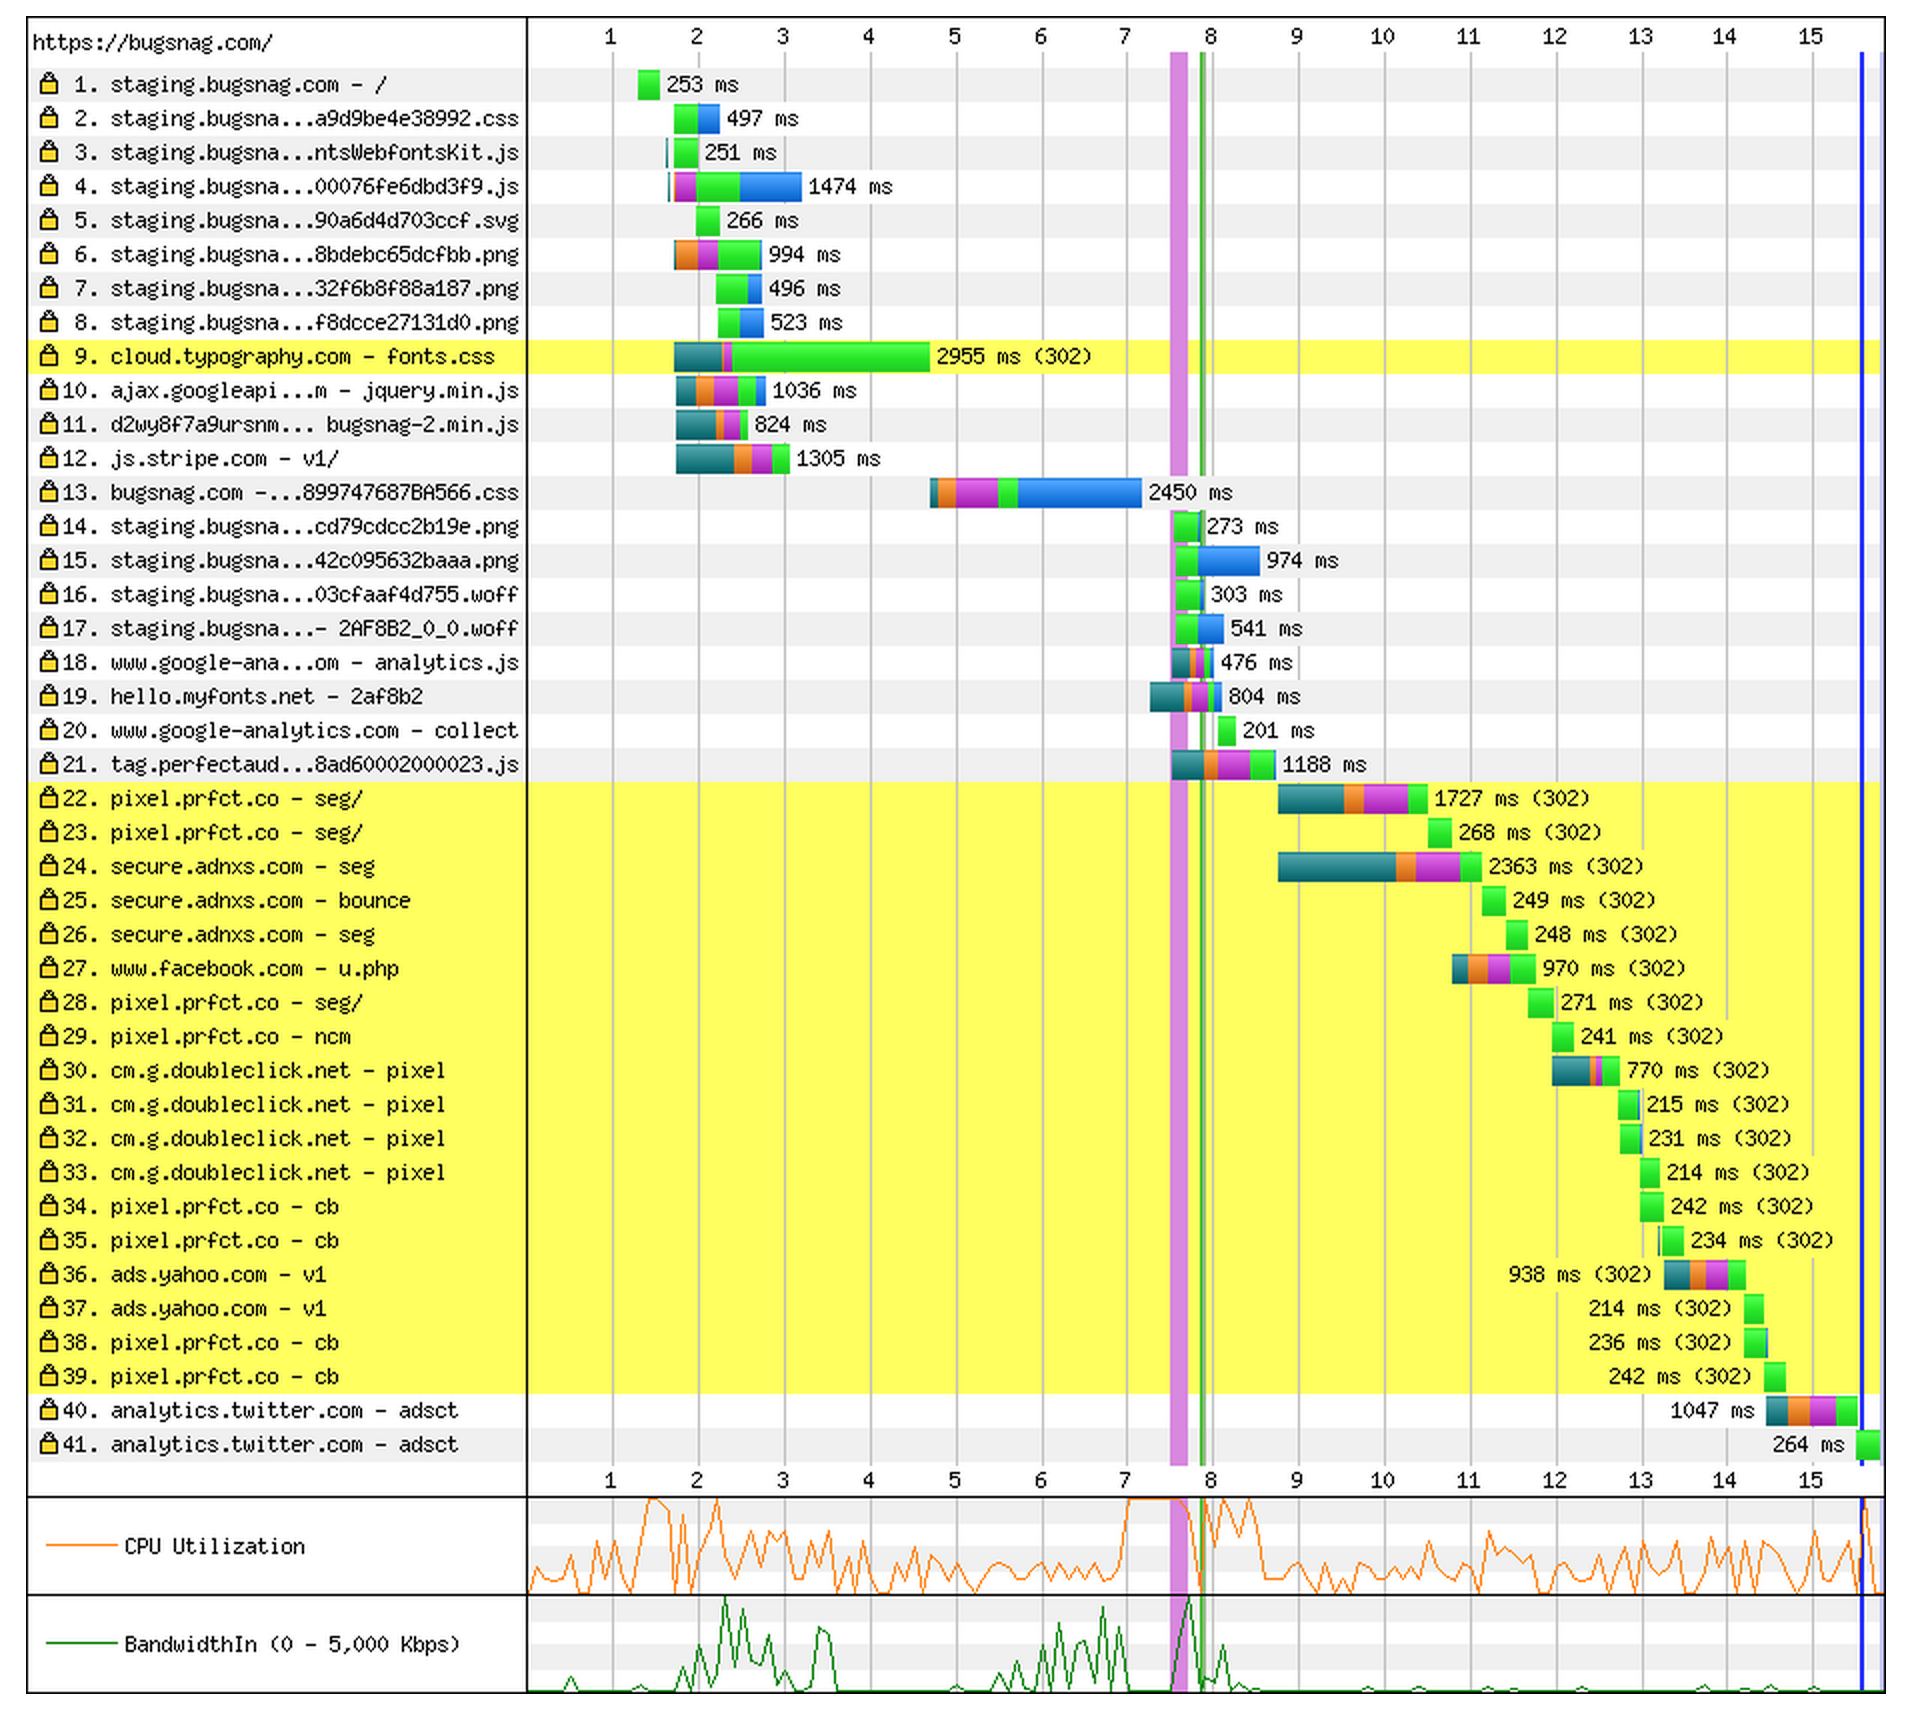 https://bugsnag.com/ 1 2 3 4 5 6 7 8 9 10 11 12 13 14 15
1. staging.bugsnag.com - / 253 ms
2. staging.bugsna...a9d9be4e38992.css 497 ms
3. staging.bugsna...ntsWebfontsKit.js 251 ms
4. staging.bugsna...00076fe6dbd3f9.js 1474 ms
5. staging.bugsna...90a6d4d703ccf.svg 266 ms
6. staging.bugsna...8bdebc65dcfbb.png 994 ms
7. staging.bugsna...32f6b8f88a187.png 496 ms
8. staging.bugsna...f8dcce27131d0.png 523 ms
9. cloud.typography.com - fonts.css 2955 ms (302)
10. ajax.googleapi...m - jquery.min.js 1036 ms
11. d2wy8f7a9ursnm... bugsnag-2.min.js 824 ms
12. js.stripe.com - v1/ 1305 ms
13. bugsnag.com -...899747687BA566.css 2450 ms
14. staging.bugsna...cd79cdcc2b19e.png 273 ms
15. staging.bugsna...42c095632baaa.png 974 ms
16. staging.bugsna...03cfaaf4d755.woff 303 ms
17. staging.bugsna...- 2AF8B2_0_0.woff 541 ms
18. www.google-ana...om - analytics.js 476 ms
19. hello.myfonts.net - 2af8b2 804 ms
20. www.google-analytics.com - collect 201 ms
21. tag.perfectaud...8ad60002000023.js 1188 ms
22. pixel.prfct.co - seg/ 1727 ms (302)
23. pixel.prfct.co - seg/ 268 ms (302)
24. secure.adnxs.com - seg 2363 ms (302)
25. secure.adnxs.com - bounce 249 ms (302)
26. secure.adnxs.com - seg 248 ms (302)
27. www.facebook.com - u.php 970 ms (302)
28. pixel.prfct.co - seg/ 271 ms (302)
29. pixel.prfct.co - ncm 241 ms (302)
30. cm.g.doubleclick.net - pixel 770 ms (302)
31. cm.g.doubleclick.net - pixel 215 ms (302)
32. cm.g.doubleclick.net - pixel 231 ms (302)
33. cm.g.doubleclick.net - pixel 214 ms (302)
34. pixel.prfct.co - cb 242 ms (302)
35. pixel.prfct.co - cb 234 ms (302)
36. ads.yahoo.com - v1 938 ms (302)
37. ads.yahoo.com - v1 214 ms (302)
38. pixel.prfct.co - cb 236 ms (302)
39. pixel.prfct.co - cb 242 ms (302)
40. analytics.twitter.com - adsct 1047 ms
41. analytics.twitter.com - adsct 264 ms
1 2 3 4 5 6 7 8 9 10 11 12 13 14 15
CPU Utilization
BandwidthIn (0 - 5,000 Kbps)